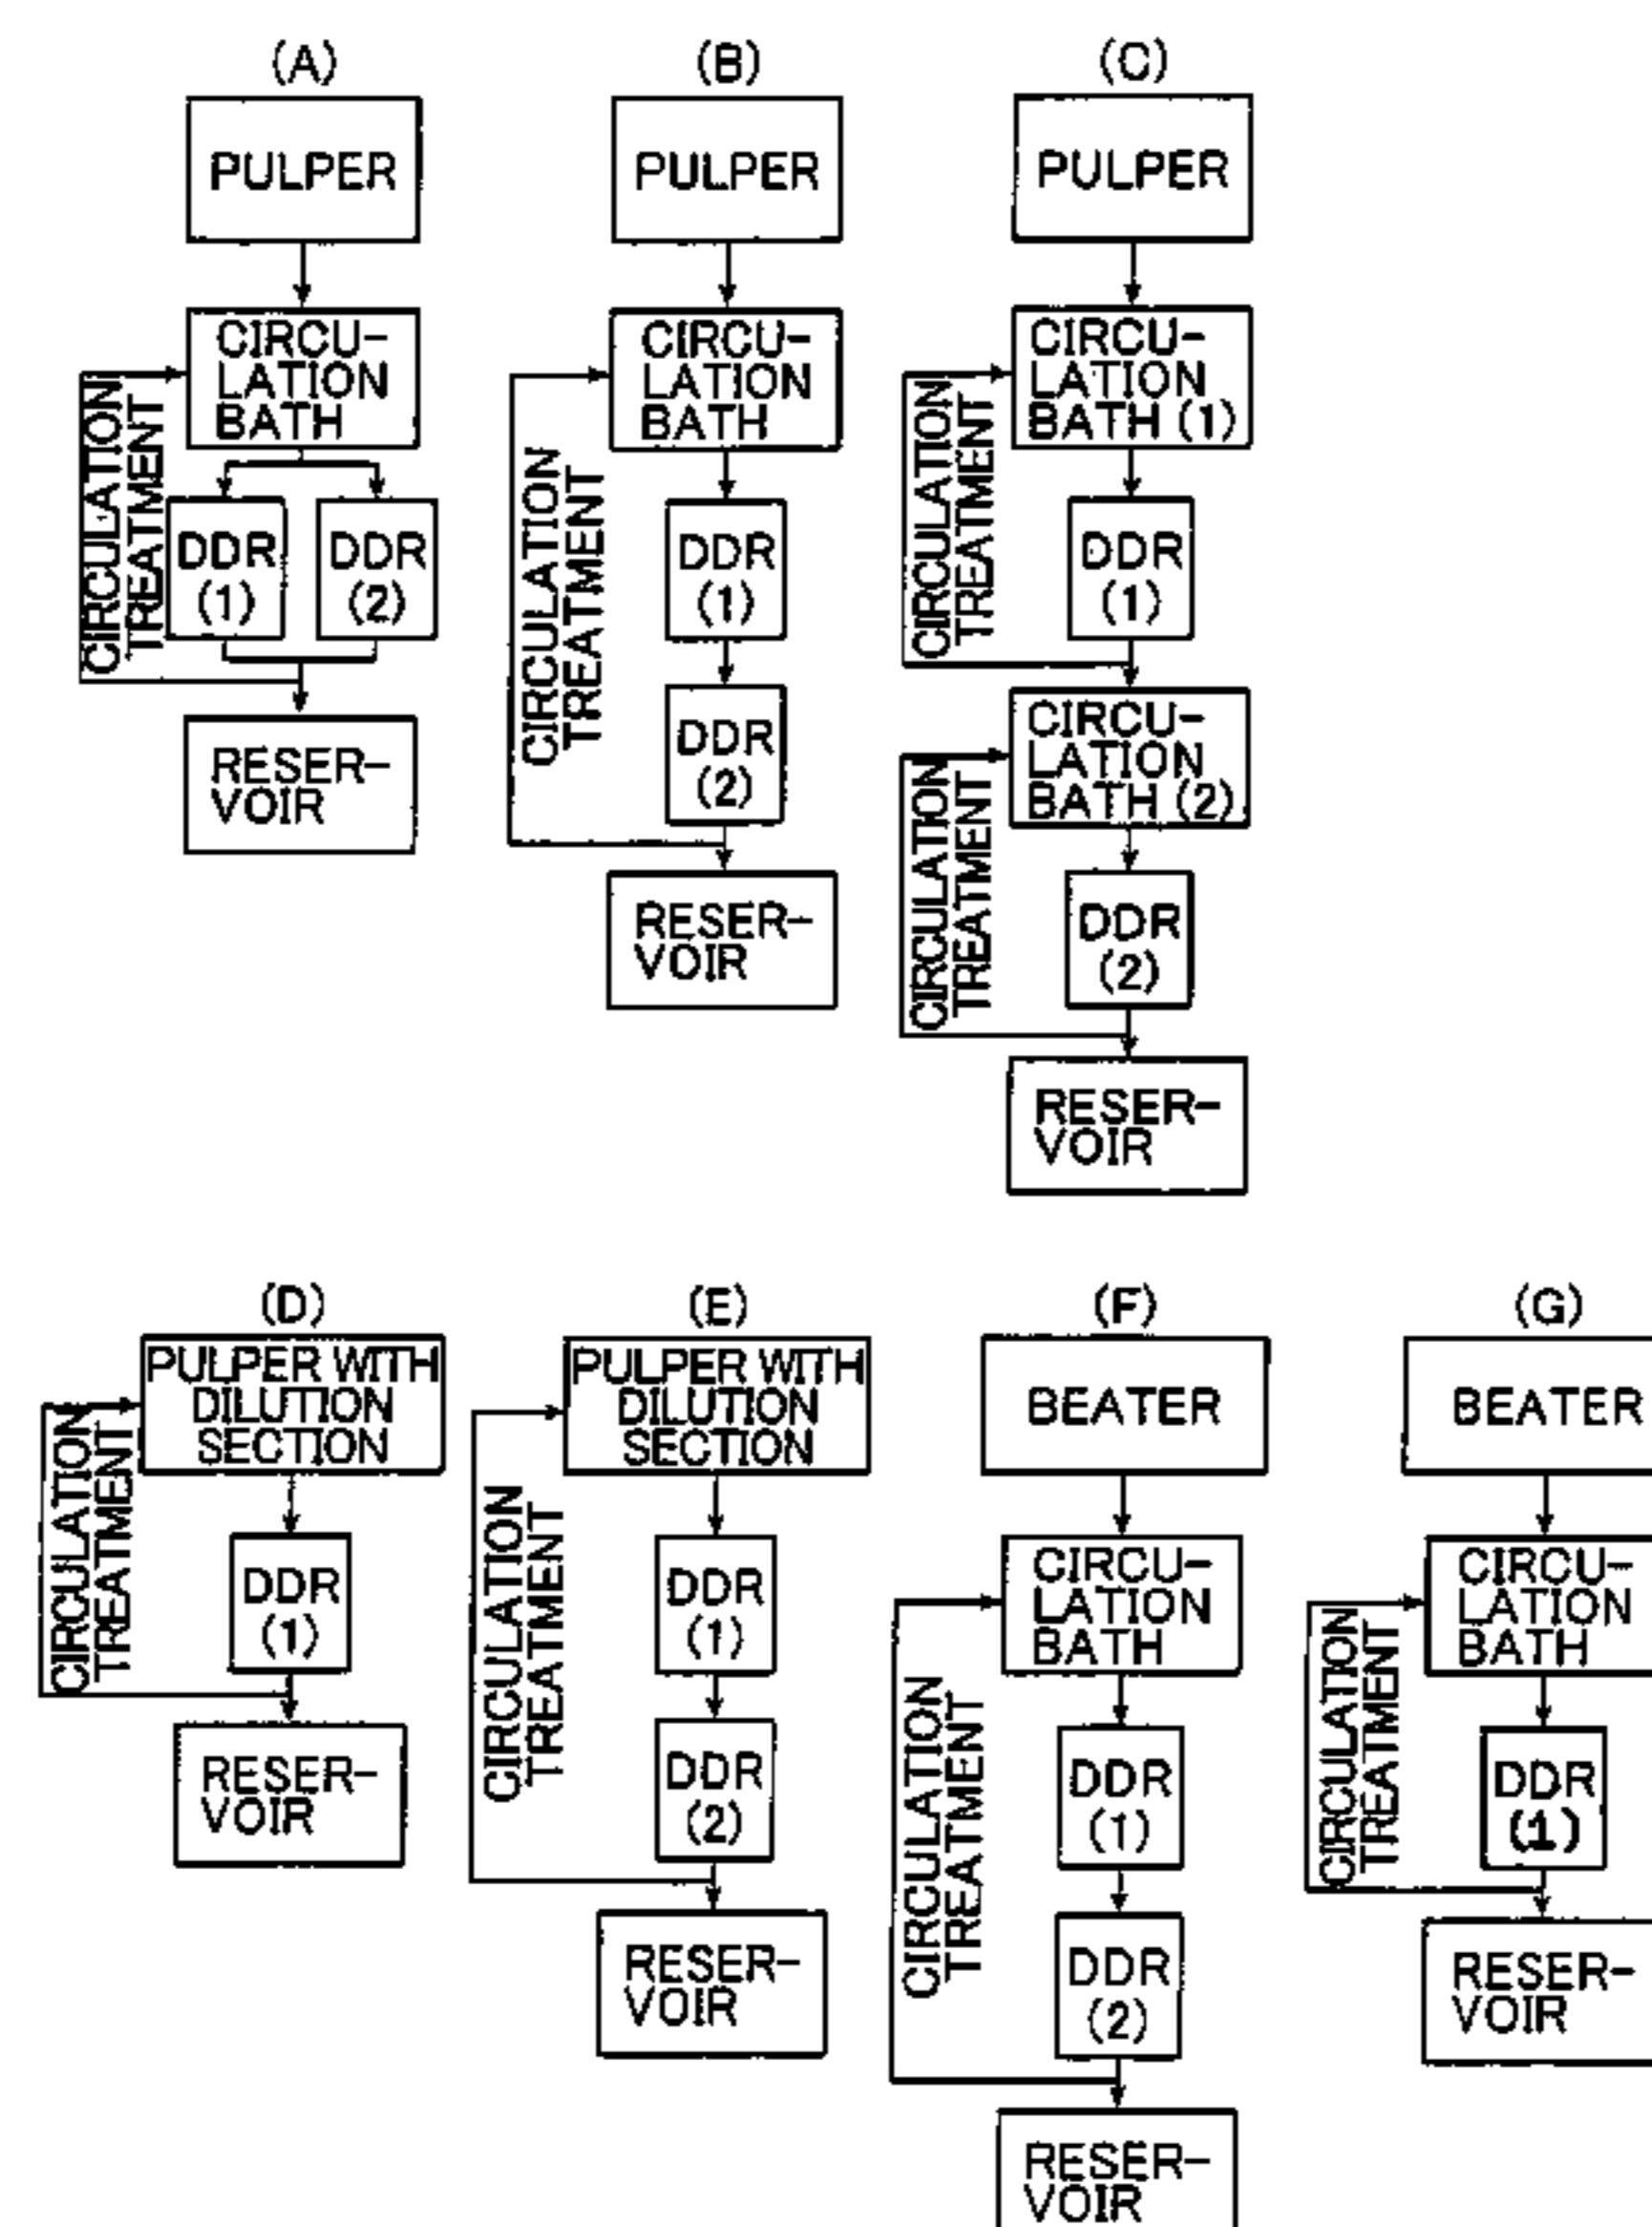 (A)
PULPER
CIRCU-
LATION
BATH
CIRCULATION
TREATMENT
DDR
(1)
DDR
(2)
RESER-
VOIR
(B)
PULPER
CIRCU-
LATION
BATH
CIRCULATION
TREATMENT
DDR
(1)
DDR
(2)
RESER-
VOIR
(C)
PULPER
CIRCU-
LATION
BATH (1)
CIRCULATION
TREATMENT
DDR
(1)
CIRCU-
LATION
BATH (2)
CIRCULATION
TREATMENT
DDR
(2)
RESER-
VOIR
(D)
PULPER WITH
DILUTION
SECTION
CIRCULATION
TREATMENT
DDR
(1)
RESER-
VOIR
(E)
PULPER WITH
DILUTION
SECTION
CIRCULATION
TREATMENT
DDR
(1)
DDR
(2)
RESER-
VOIR
(F)
BEATER
CIRCU-
LATION
BATH
CIRCULATION
TREATMENT
DDR
(1)
DDR
(2)
RESER-
VOIR
(G)
BEATER
CIRCU-
LATION
BATH
CIRCULATION
TREATMENT
DDR
(1)
RESER-
VOIR